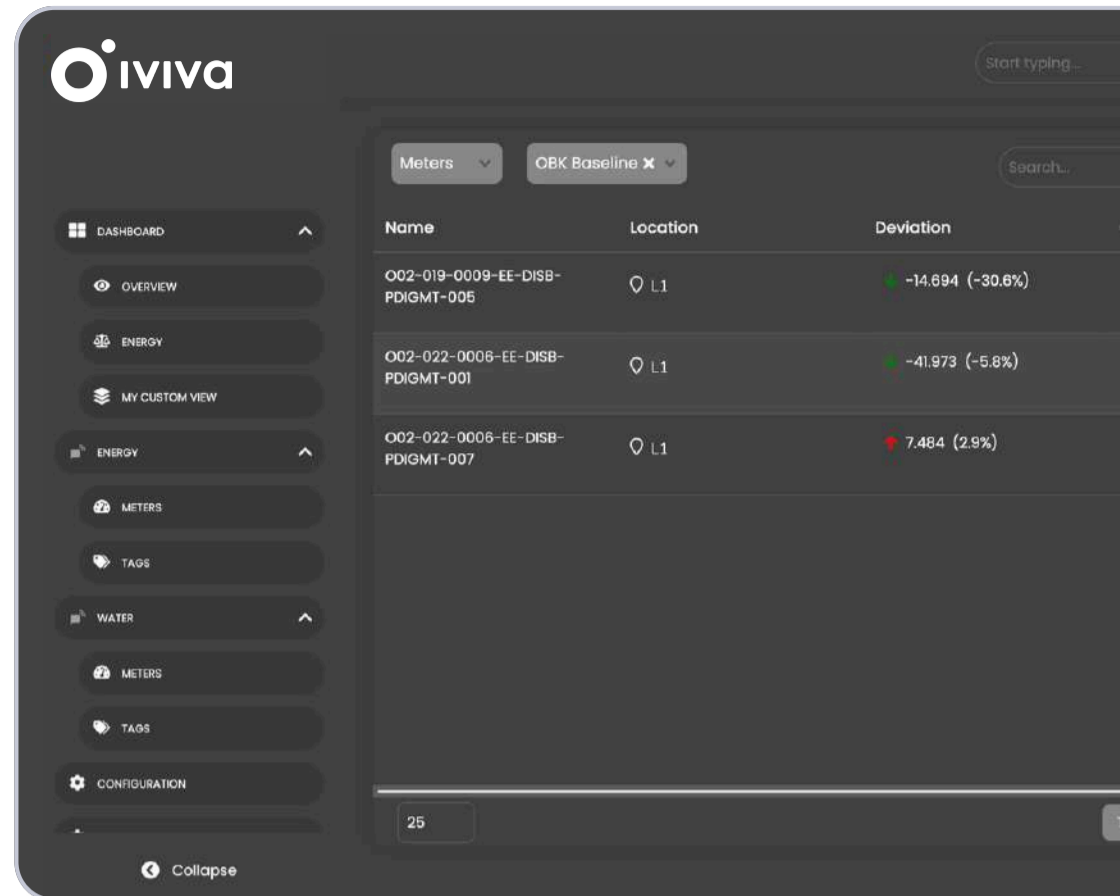 iviva
Start typing...
Meters
OBK Baseline ×
Search...
DASHBOARD
OVERVIEW
ENERGY
MY CUSTOM VIEW
ENERGY
METERS
TAGS
WATER
METERS
TAGS
CONFIGURATION
Collapse
Name Location Deviation
O02-019-0009-EE-DISB-
PDIGMT-005
L1
-14.694 (-30.6%)
O02-022-0006-EE-DISB-
PDIGMT-001
L1
-41.973 (-5.8%)
O02-022-0006-EE-DISB-
PDIGMT-007
L1
7.484 (2.9%)
25